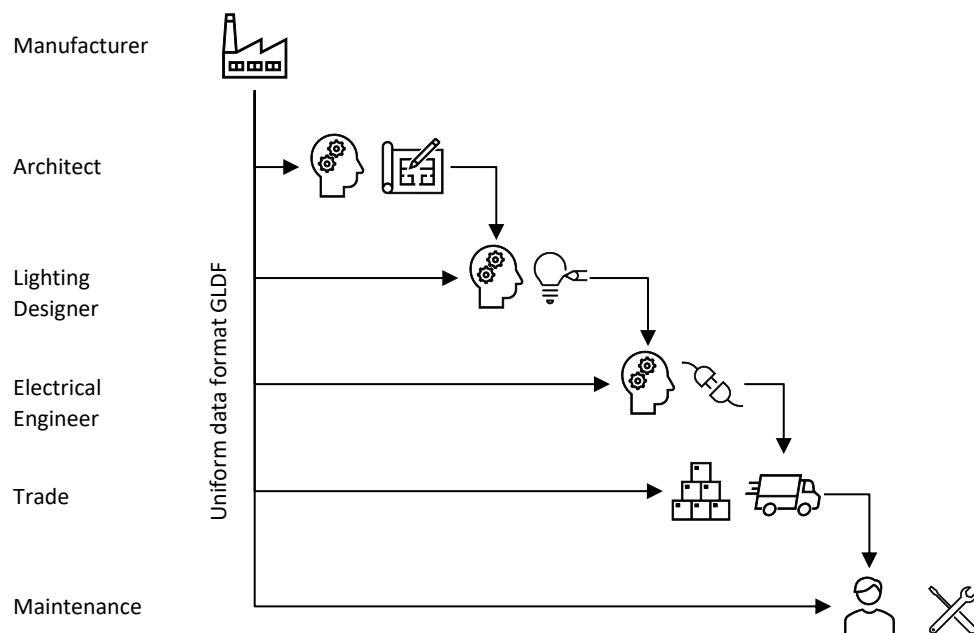 Manufacturer
Architect
Lighting
Designer
Uniform data format GLDF
Electrical
Engineer
Trade
Maintenance